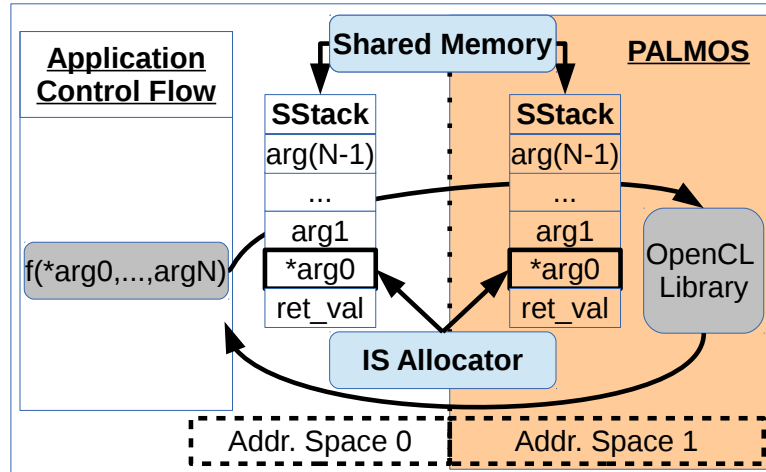 Shared Memory
Application
Control Flow
PALMOS
SStack
arg(N-1)
...
arg1
*arg0
ret_val
SStack
arg(N-1)
...
arg1
*arg0
ret_val
f(*arg0,...,argN)
OpenCL
Library
IS Allocator
Addr. Space 0
Addr. Space 1